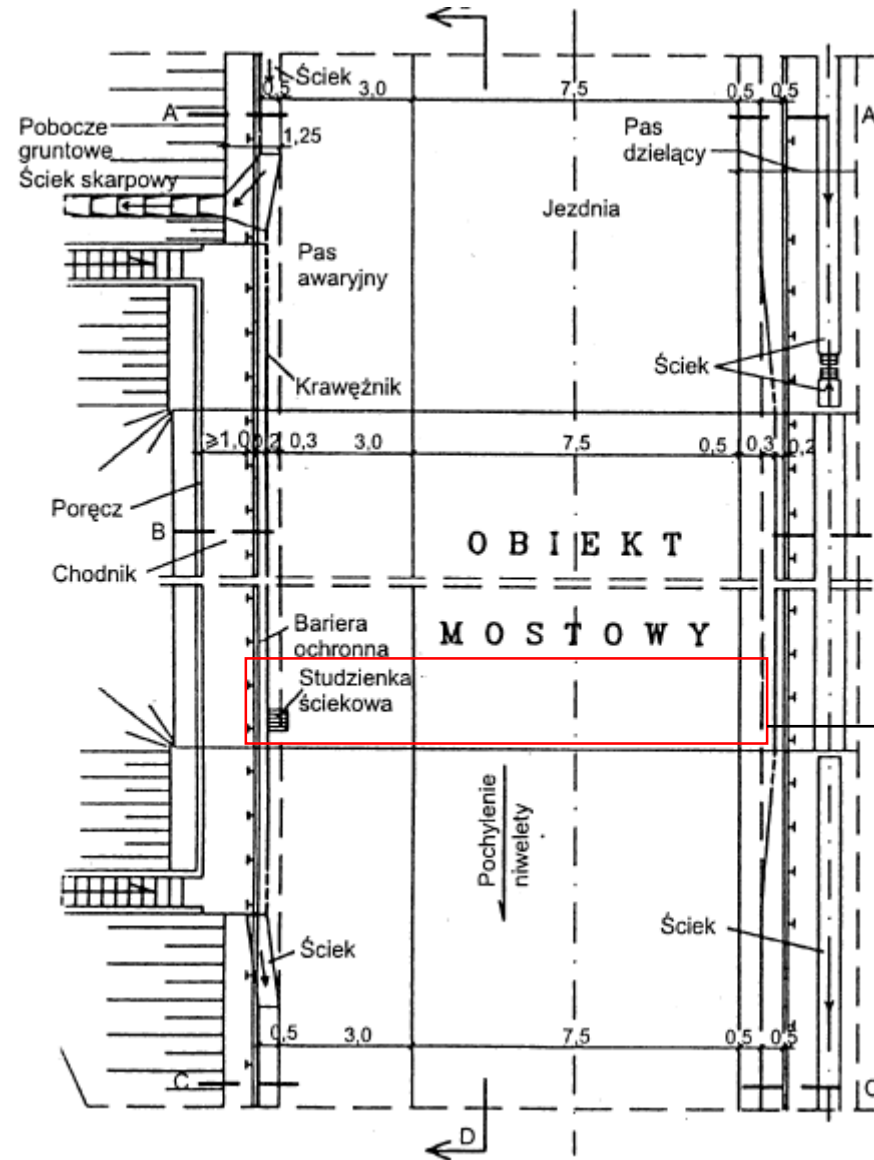 Ściek
0,5 3,0 7,5 0,5 0,5
A A
Pobocze
gruntowe
1,25
Pas
dzielący
Ściek skarpowy
Jezdnia
Pas
awaryjny
Ściek
Krawężnik
≥1,0 0,2 0,3 3,0 7,5 0,5 0,3 0,2
Poręcz
B
OBIEKT
Chodnik
Bariera
ochronna
MOSTOWY
Studzienka
ściekowa
Pochylenie
niwelety
Ściek
Ściek
0,5 3,0 7,5 0,5 0,5
C C
D